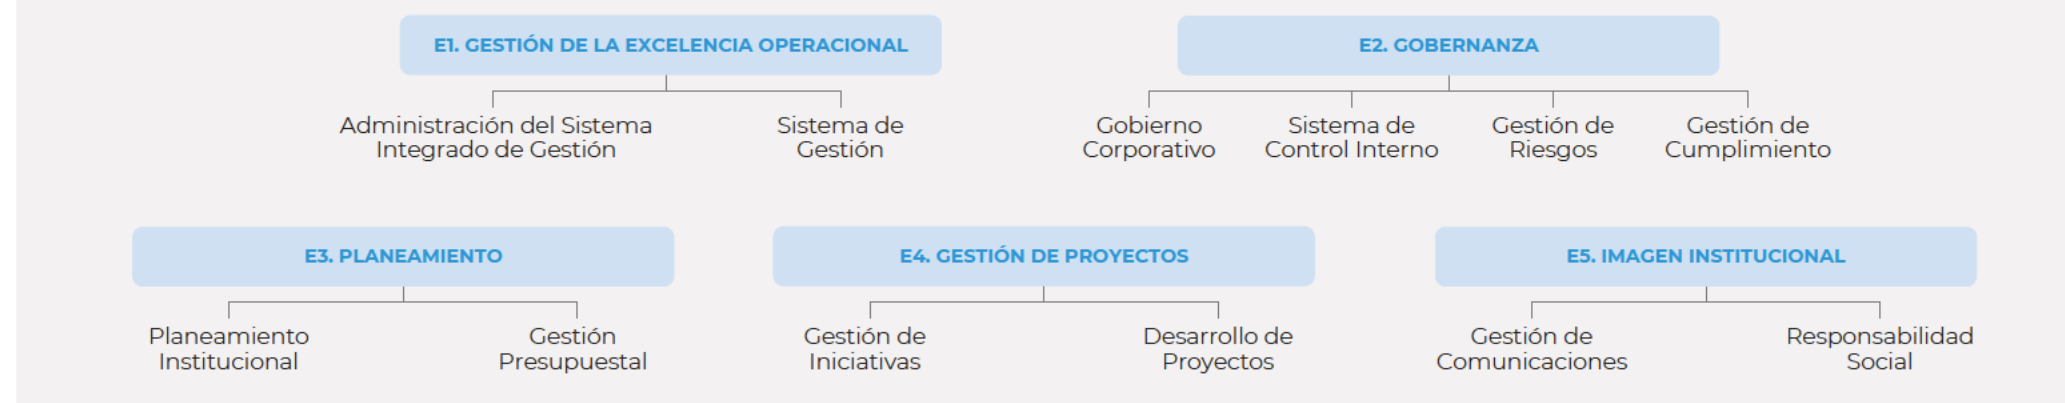 E1. GESTIÓN DE LA EXCELENCIA OPERACIONAL
Administración del Sistema
Integrado de Gestión
Sistema de
Gestión
E2. GOBERNANZA
Gobierno
Corporativo
Sistema de
Control Interno
Gestión de
Riesgos
Gestión de
Cumplimiento
E3. PLANEAMIENTO
Planeamiento
Institucional
Gestión
Presupuestal
E4. GESTIÓN DE PROYECTOS
Gestión de
Iniciativas
Desarrollo de
Proyectos
E5. IMAGEN INSTITUCIONAL
Gestión de
Comunicaciones
Responsabilidad
Social